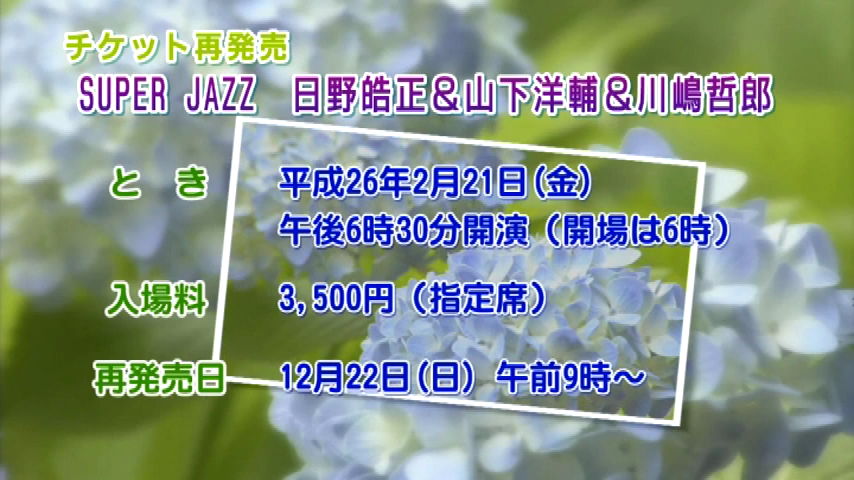 チケット再発売
SUPER JAZZ 日野皓正&山下洋輔&川嶋哲郎
とき 平成26年2月21日(金)
午後6時30分開演(開場は6時)
入場料 3,500円(指定席)
再発売日 12月22日(日) 午前9時~